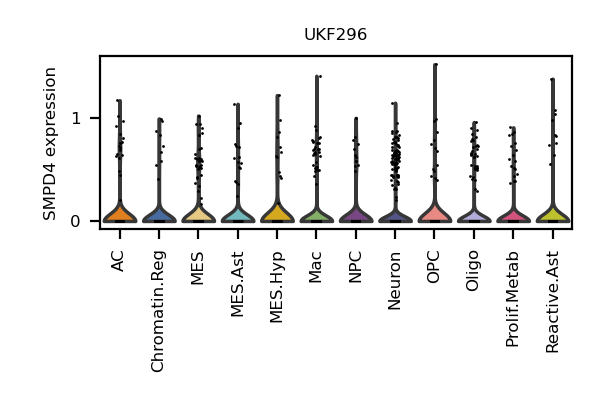 UKF296
SMPD4 expression
1
0
AC
Chromatin.Reg
MES
MES.Ast
MES.Hyp
Mac
NPC
Neuron
OPC
Oligo
Prolif.Metab
Reactive.Ast